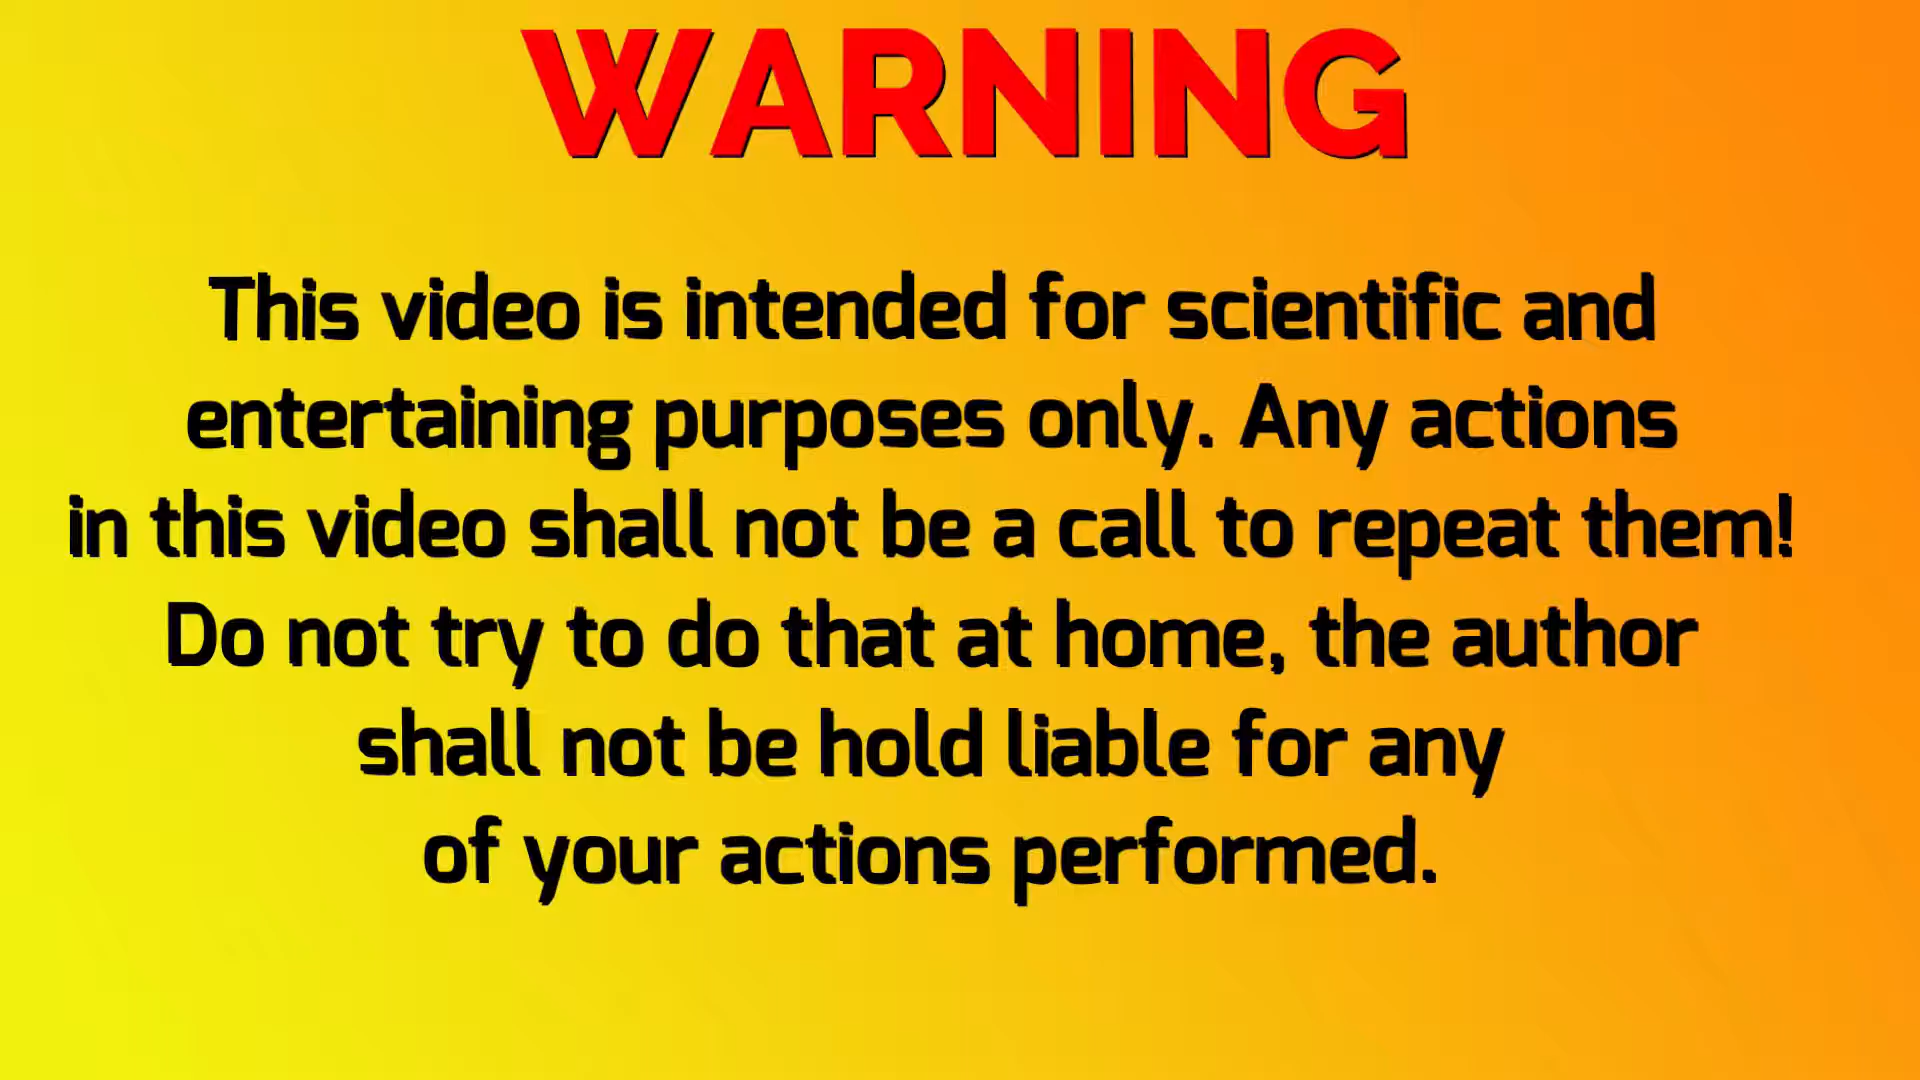 WARNING
This video is intended for scientific and
entertaining purposes only. Any actions
in this video shall not be a call to repeat them!
Do not try to do that at home, the author
shall not be hold liable for any
of your actions performed.